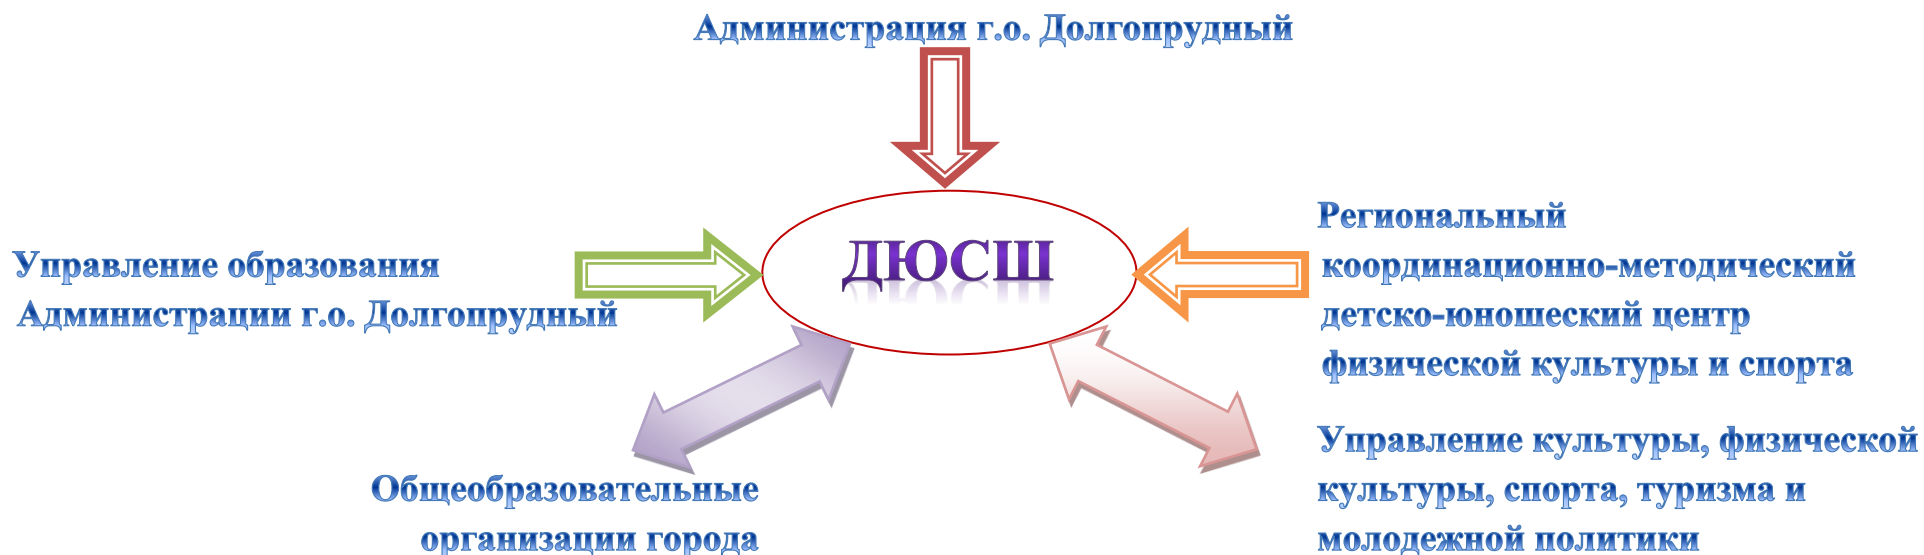 Администрация г.о. Долгопрудный
ДЮСШ
Управление образования
Администрации г.о. Долгопрудный
Региональный
координационно-методический
детско-юношеский центр
физической культуры и спорта
Общеобразовательные
организации города
Управление культуры, физической
культуры, спорта, туризма и
молодежной политики